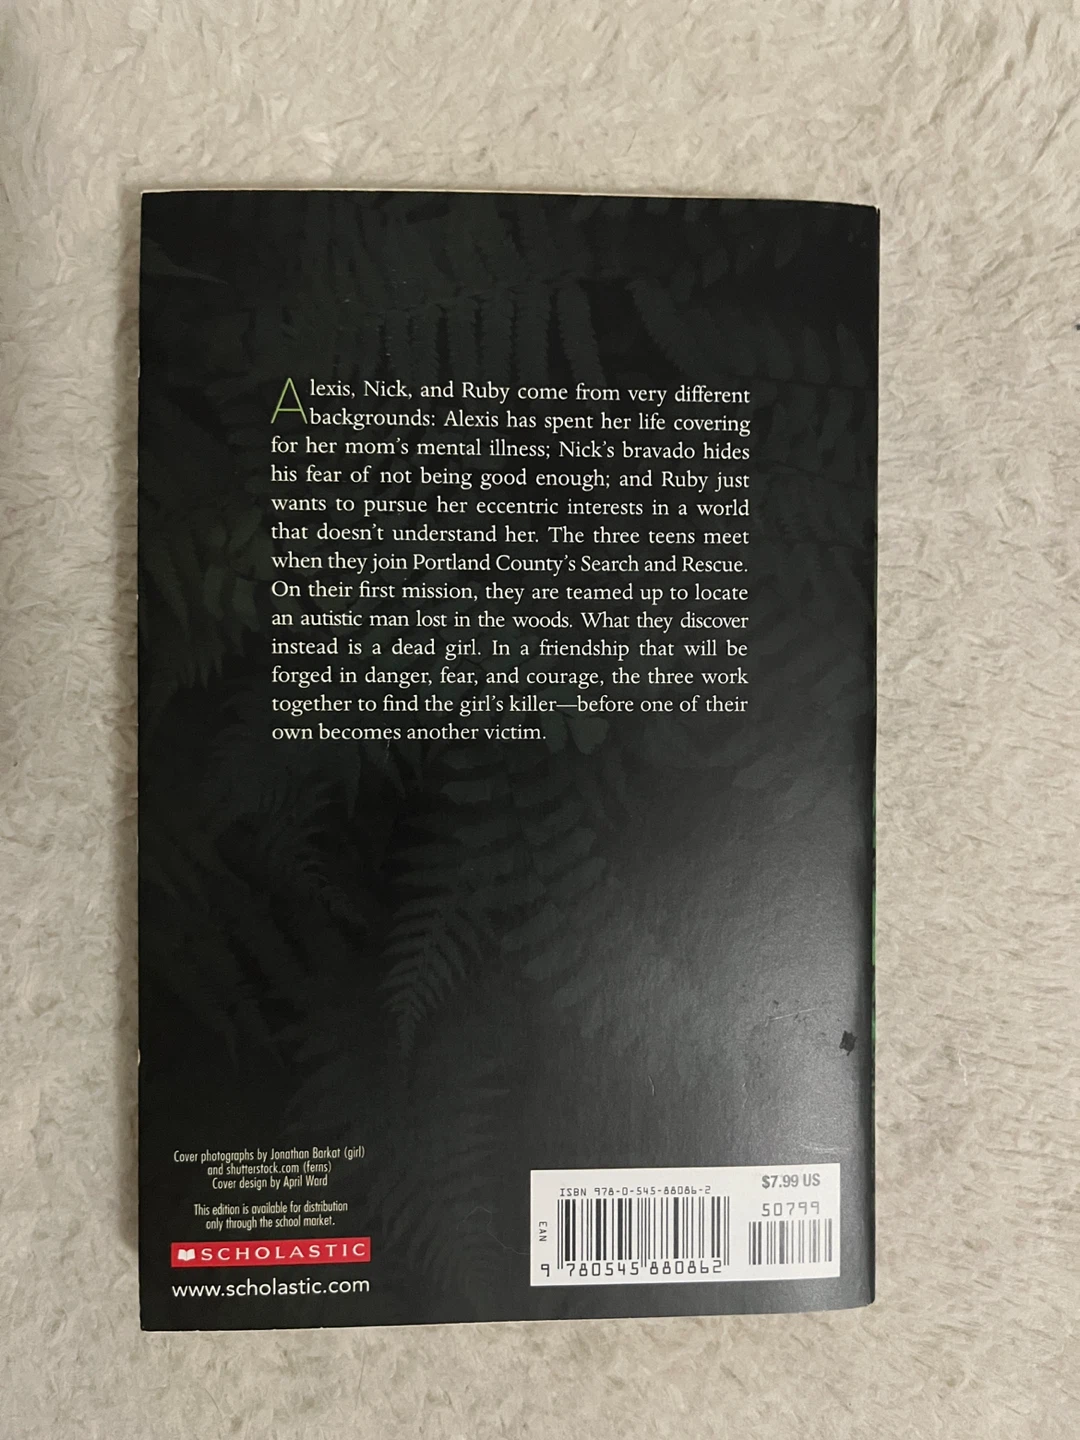 Alexis, Nick, and Ruby come from very different
backgrounds: Alexis has spent her life covering
for her mom's mental illness; Nick's bravado hides
his fear of not being good enough; and Ruby just
wants to pursue her eccentric interests in a world
that doesn't understand her. The three teens meet
when they join Portland County's Search and Rescue.
On their first mission, they are teamed up to locate
an autistic man lost in the woods. What they discover
instead is a dead girl. In a friendship that will be
forged in danger, fear, and courage, the three work
together to find the girl's killer—before one of their
own becomes another victim.
Cover photographs by Jonathan Barkat (girl)
and shutterstock.com (ferns)
Cover design by April Ward
This edition is available for distribution
only through the school market.
SCHOLASTIC
www.scholastic.com
ISBN 978-0-545-88086-2
$7.99 US
50799
EAN
9 780545 880862